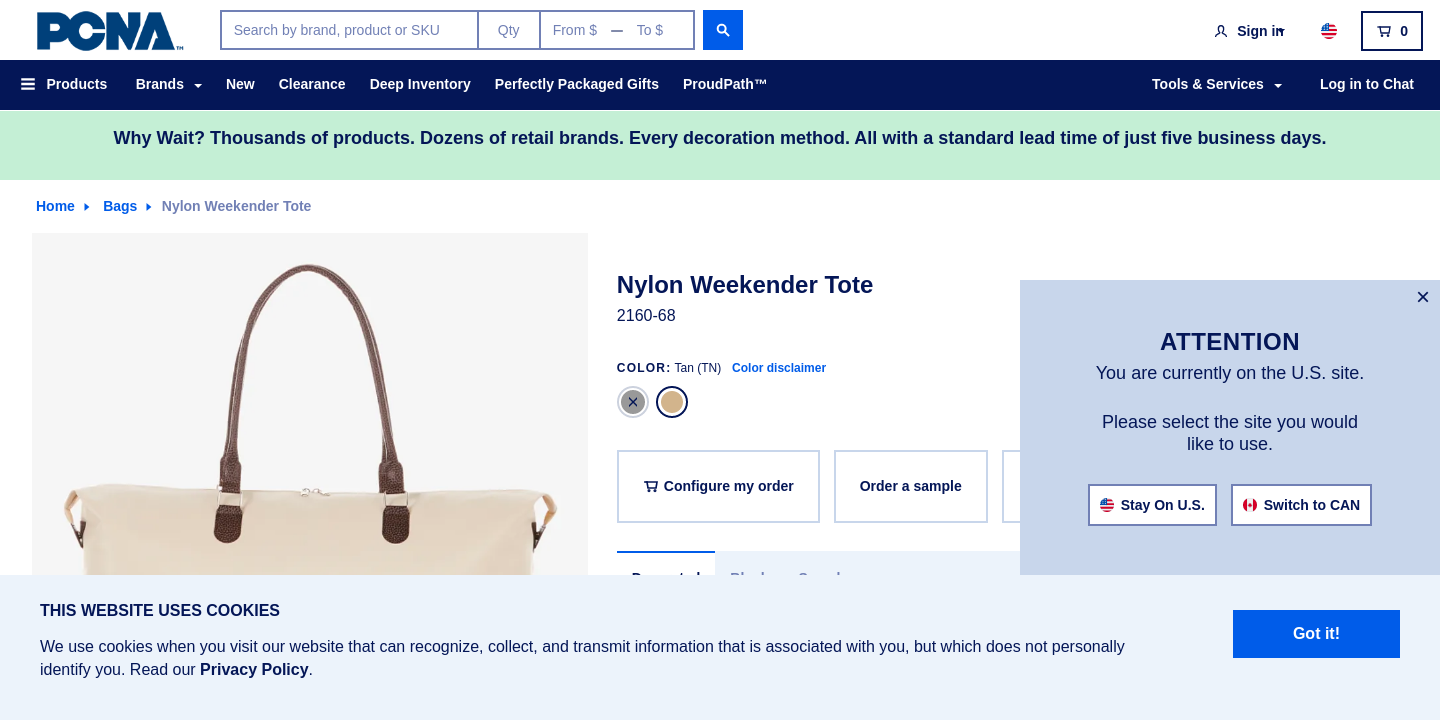 PCNA™
Search by brand, product or SKU
Qty
From $ — To $
Sign in
0
Products
Brands
New
Clearance
Deep Inventory
Perfectly Packaged Gifts
ProudPath™
Tools & Services
Log in to Chat
Why Wait? Thousands of products. Dozens of retail brands. Every decoration method. All with a standard lead time of just five business days.
Home
Bags
Nylon Weekender Tote
Nylon Weekender Tote
2160-68
COLOR: Tan (TN) Color disclaimer
Configure my order
Order a sample
ATTENTION
You are currently on the U.S. site.
Please select the site you would
like to use.
Stay On U.S.
Switch to CAN
THIS WEBSITE USES COOKIES
We use cookies when you visit our website that can recognize, collect, and transmit information that is associated with you, but which does not personally
identify you. Read our Privacy Policy.
Got it!